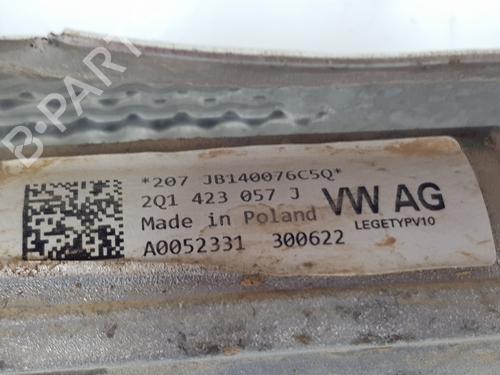 B-PARTS
*207 JB140076C5Q*
2Q1 423 057 J
VW AG
Made in Poland
LEGETYPV10
A0052331 300622